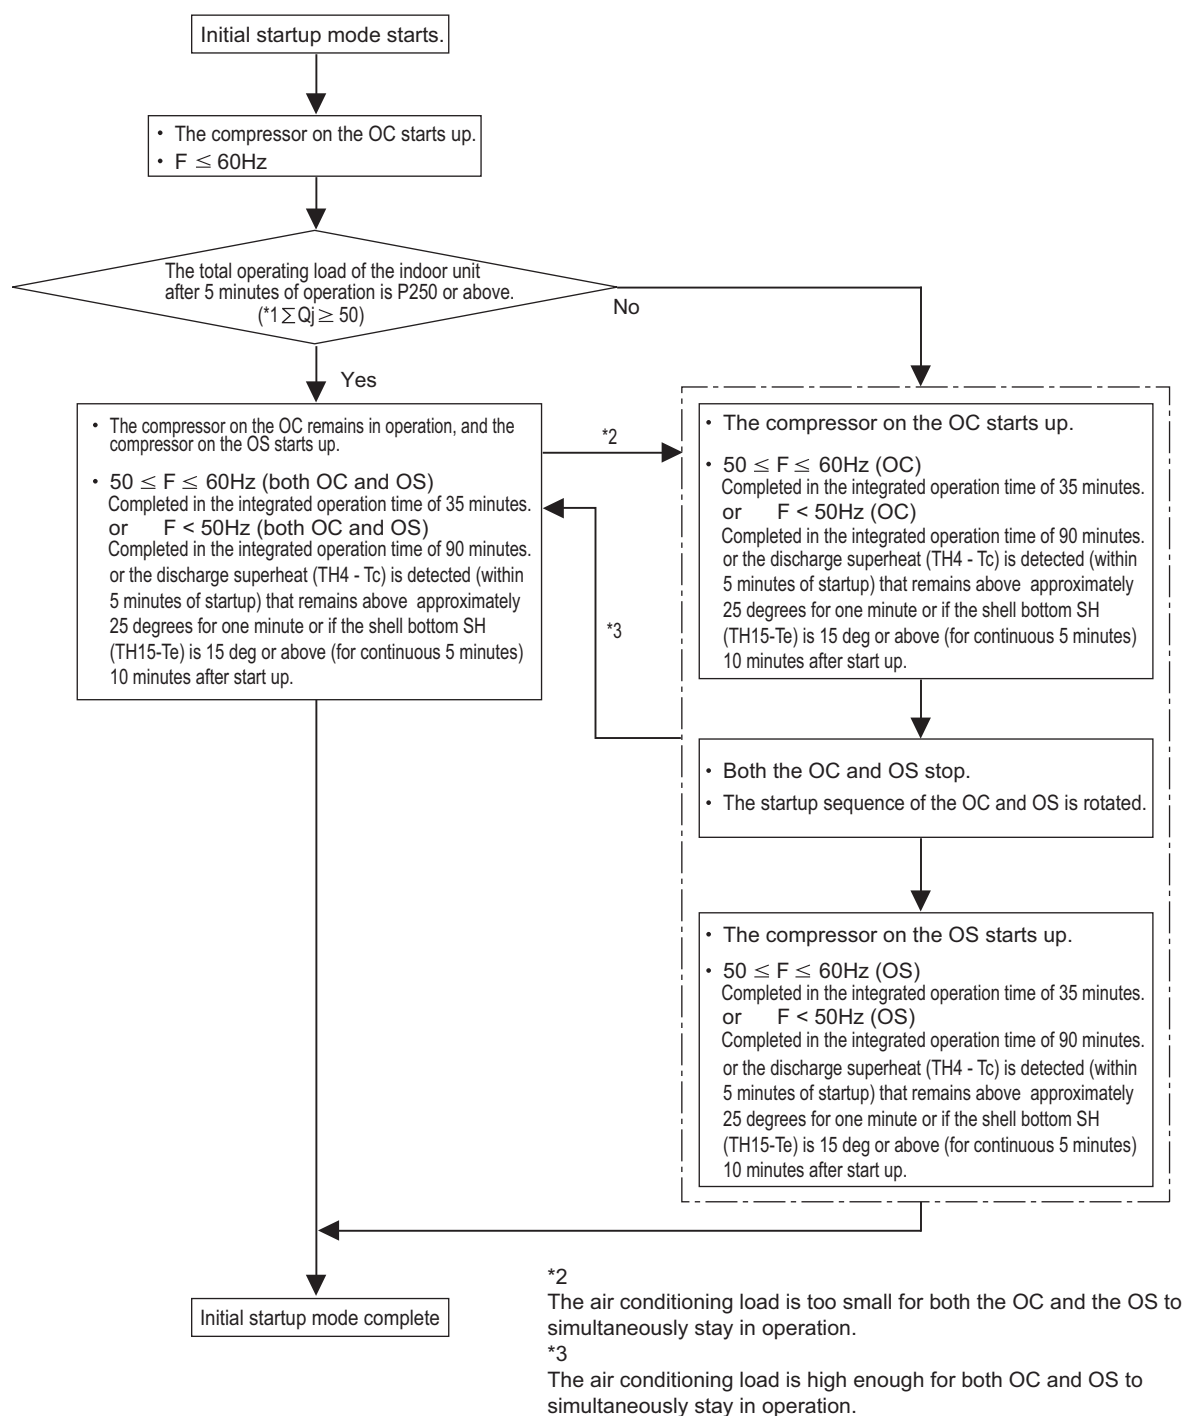 Initial startup mode starts.
• The compressor on the OC starts up.
• F ≤ 60Hz
The total operating load of the indoor unit
after 5 minutes of operation is P250 or above.
(*1 ∑Qj ≥ 50)
No
Yes
• The compressor on the OC remains in operation, and the
compressor on the OS starts up.
• 50 ≤ F ≤ 60Hz (both OC and OS)
Completed in the integrated operation time of 35 minutes.
or F < 50Hz (both OC and OS)
Completed in the integrated operation time of 90 minutes.
or the discharge superheat (TH4 - Tc) is detected (within
5 minutes of startup) that remains above approximately
25 degrees for one minute or if the shell bottom SH
(TH15-Te) is 15 deg or above (for continuous 5 minutes)
10 minutes after start up.
*2
*3
• The compressor on the OC starts up.
• 50 ≤ F ≤ 60Hz (OC)
Completed in the integrated operation time of 35 minutes.
or F < 50Hz (OC)
Completed in the integrated operation time of 90 minutes.
or the discharge superheat (TH4 - Tc) is detected (within
5 minutes of startup) that remains above approximately
25 degrees for one minute or if the shell bottom SH
(TH15-Te) is 15 deg or above (for continuous 5 minutes)
10 minutes after start up.
• Both the OC and OS stop.
• The startup sequence of the OC and OS is rotated.
• The compressor on the OS starts up.
• 50 ≤ F ≤ 60Hz (OS)
Completed in the integrated operation time of 35 minutes.
or F < 50Hz (OS)
Completed in the integrated operation time of 90 minutes.
or the discharge superheat (TH4 - Tc) is detected (within
5 minutes of startup) that remains above approximately
25 degrees for one minute or if the shell bottom SH
(TH15-Te) is 15 deg or above (for continuous 5 minutes)
10 minutes after start up.
Initial startup mode complete
*2
The air conditioning load is too small for both the OC and the OS to
simultaneously stay in operation.
*3
The air conditioning load is high enough for both OC and OS to
simultaneously stay in operation.